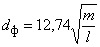 dф = 12,74√(m/l)